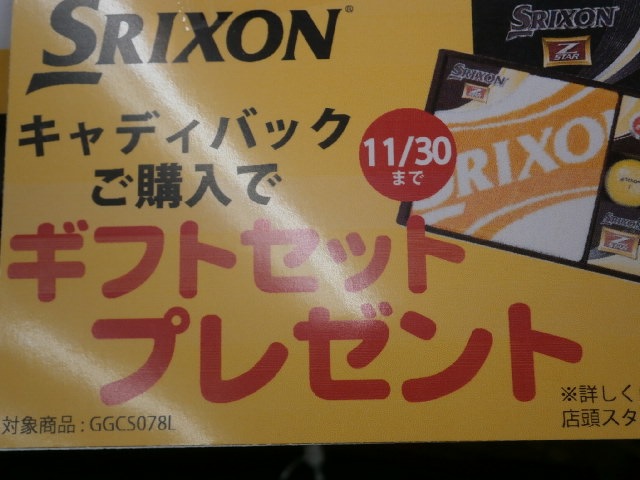 SRIXON®
キャディバック
ご購入で
11/30
まで
ギフトセット
プレゼント
対象商品 : GGCS078L
※詳しく
店頭スタ
SRIXON
Z
STAR
SRIXON
SRIXO